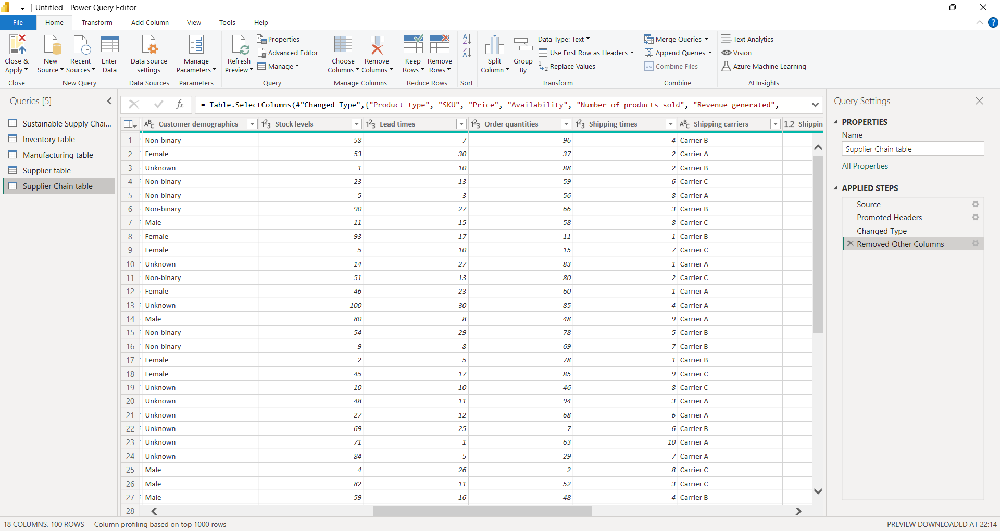 Untitled - Power Query Editor
File Home Transform Add Column View Tools Help
Close & Apply
Close
New Source
Recent Sources
Enter Data
New Query
Data source settings
Data Sources
Manage Parameters
Parameters
Refresh Preview
Properties
Advanced Editor
Manage
Query
Choose Columns
Remove Columns
Manage Columns
Keep Rows
Remove Rows
Reduce Rows
Sort
Split Column
Group By
Data Type: Text
Use First Row as Headers
Replace Values
Transform
Merge Queries
Append Queries
Combine Files
Combine
Text Analytics
Vision
Azure Machine Learning
AI Insights
Queries [5]
Sustainable Supply Chai...
Inventory table
Manufacturing table
Supplier table
Supplier Chain table
fx = Table.SelectColumns(#"Changed Type",{"Product type", "SKU", "Price", "Availability", "Number of products sold", "Revenue generated",
Customer demographics Stock levels Lead times Order quantities Shipping times Shipping carriers 1.2 Shippin
1 Non-binary 58 7 96 4 Carrier B
2 Female 53 30 37 2 Carrier A
3 Unknown 1 10 88 2 Carrier B
4 Non-binary 23 13 59 6 Carrier C
5 Non-binary 5 3 56 8 Carrier A
6 Non-binary 90 27 66 3 Carrier B
7 Male 11 15 58 8 Carrier C
8 Female 93 17 11 1 Carrier B
9 Female 5 10 15 7 Carrier C
10 Unknown 14 27 83 1 Carrier A
11 Non-binary 51 13 80 2 Carrier C
12 Female 46 23 60 1 Carrier A
13 Unknown 100 30 85 4 Carrier A
14 Male 80 8 48 9 Carrier A
15 Non-binary 54 29 78 5 Carrier B
16 Non-binary 9 8 69 7 Carrier B
17 Female 2 5 78 1 Carrier B
18 Female 45 17 85 9 Carrier C
19 Unknown 10 10 46 8 Carrier C
20 Unknown 48 11 94 3 Carrier A
21 Unknown 27 12 68 6 Carrier A
22 Unknown 69 25 7 6 Carrier B
23 Unknown 71 1 63 10 Carrier A
24 Unknown 84 5 29 7 Carrier A
25 Male 4 26 2 8 Carrier C
26 Male 82 11 52 3 Carrier C
27 Male 59 16 48 4 Carrier B
28
Query Settings
PROPERTIES
Name
Supplier Chain table
All Properties
APPLIED STEPS
Source
Promoted Headers
Changed Type
Removed Other Columns
18 COLUMNS, 100 ROWS Column profiling based on top 1000 rows PREVIEW DOWNLOADED AT 22:14